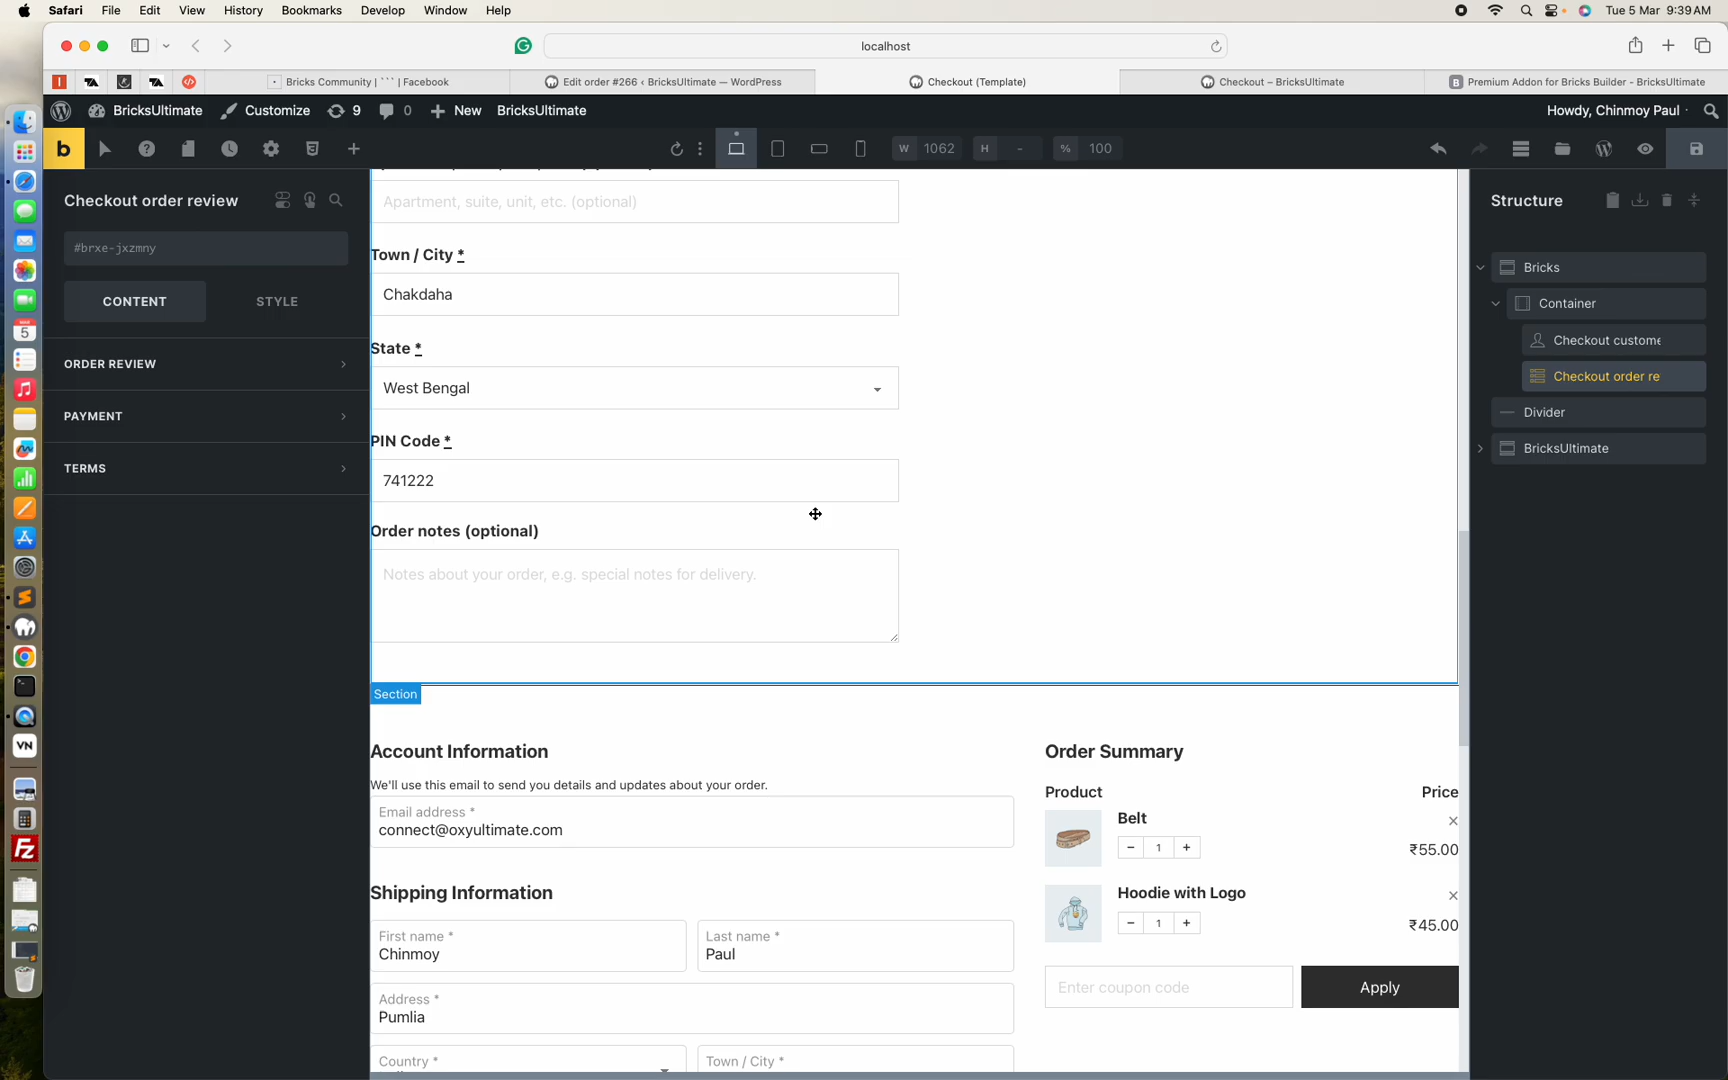 Safari File Edit View History Bookmarks Develop Window Help Tue 5 Mar 9:39 AM
localhost
Bricks Community | ``` | Facebook
Edit order #266 ‹ BricksUltimate — WordPress
Checkout (Template)
Checkout – BricksUltimate
B Premium Addon for Bricks Builder - BricksUltimate
BricksUltimate Customize 9 0 New BricksUltimate Howdy, Chinmoy Paul
b W 1062 H - % 100
Checkout order review
#brxe-jxzmny
CONTENT STYLE
ORDER REVIEW
PAYMENT
TERMS
Apartment, suite, unit, etc. (optional)
Town / City *
Chakdaha
State *
West Bengal
PIN Code *
741222
Order notes (optional)
Notes about your order, e.g. special notes for delivery.
Section
Account Information
We'll use this email to send you details and updates about your order.
Email address *
connect@oxyultimate.com
Shipping Information
First name *
Chinmoy
Last name *
Paul
Address *
Pumlia
Country *
Town / City *
Order Summary
Product Price
Belt ×
− 1 + ₹55.00
Hoodie with Logo ×
− 1 + ₹45.00
Enter coupon code Apply
Structure
Bricks
Container
Checkout custome
Checkout order re
Divider
BricksUltimate
5
VN
FZ